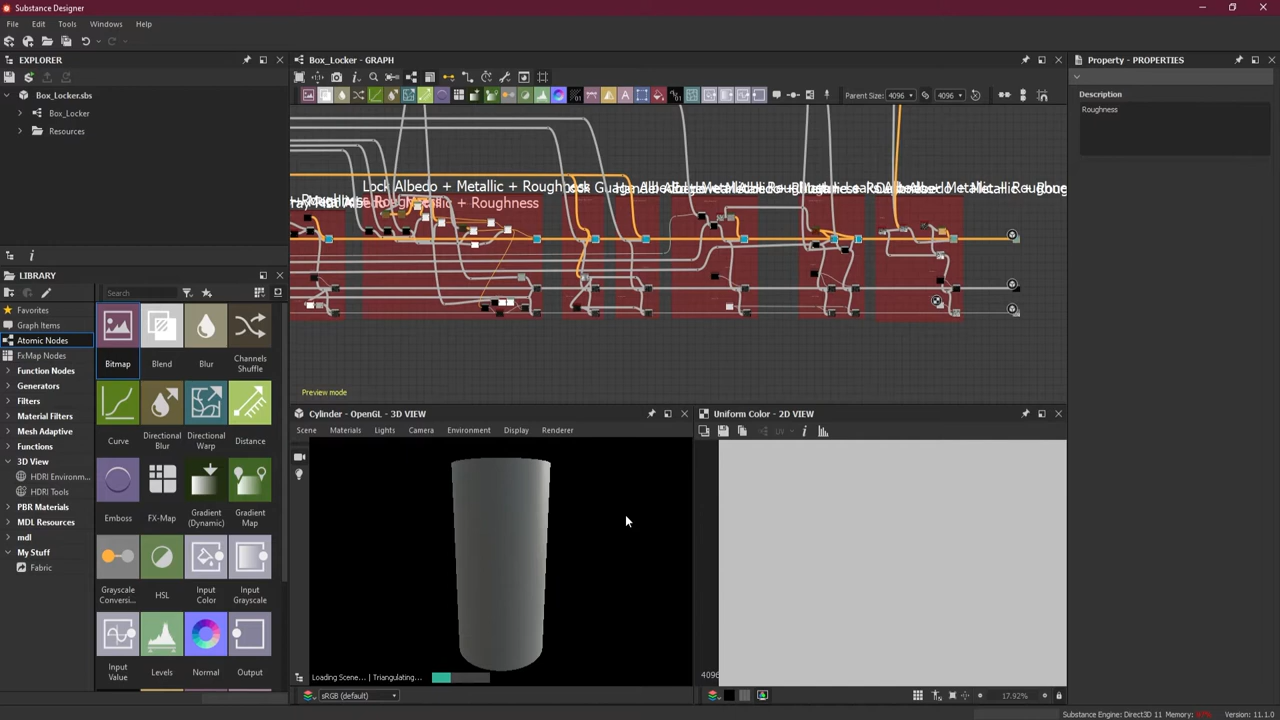 Substance Designer
File Edit Tools Windows Help
EXPLORER
Box_Locker.sbs
Box_Locker
Resources
LIBRARY
Search
Favorites
Graph Items
Atomic Nodes
FxMap Nodes
Function Nodes
Generators
Filters
Material Filters
Mesh Adaptive
Functions
3D View
HDRI Environm...
HDRI Tools
PBR Materials
MDL Resources
mdl
My Stuff
Fabric
Bitmap Blend Blur Channels Shuffle
Curve Directional Blur Directional Warp Distance
Emboss FX-Map Gradient (Dynamic) Gradient Map
Grayscale Conversi... HSL Input Color Input Grayscale
Input Value Levels Normal Output
Box_Locker - GRAPH
Parent Size: 4096 4096
Lock Albedo + Metallic + Roughness
Metallic + Roughness
Preview mode
Cylinder - OpenGL - 3D VIEW
Scene Materials Lights Camera Environment Display Renderer
Loading Scene... | Triangulating...
sRGB (default)
Uniform Color - 2D VIEW
UV
4096
17.92%
Property - PROPERTIES
Description
Roughness
Substance Engine: Direct3D 11 Memory: Version: 11.1.0